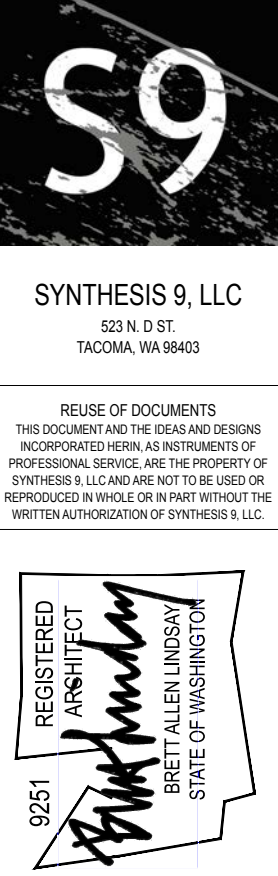 S9
SYNTHESIS 9, LLC
523 N. D ST.
TACOMA, WA 98403
REUSE OF DOCUMENTS
THIS DOCUMENT AND THE IDEAS AND DESIGNS
INCORPORATED HERIN, AS INSTRUMENTS OF
PROFESSIONAL SERVICE, ARE THE PROPERTY OF
SYNTHESIS 9, LLC AND ARE NOT TO BE USED OR
REPRODUCED IN WHOLE OR IN PART WITHOUT THE
WRITTEN AUTHORIZATION OF SYNTHESIS 9, LLC.
9251
REGISTERED
ARCHITECT
BRETT ALLEN LINDSAY
STATE OF WASHINGTON